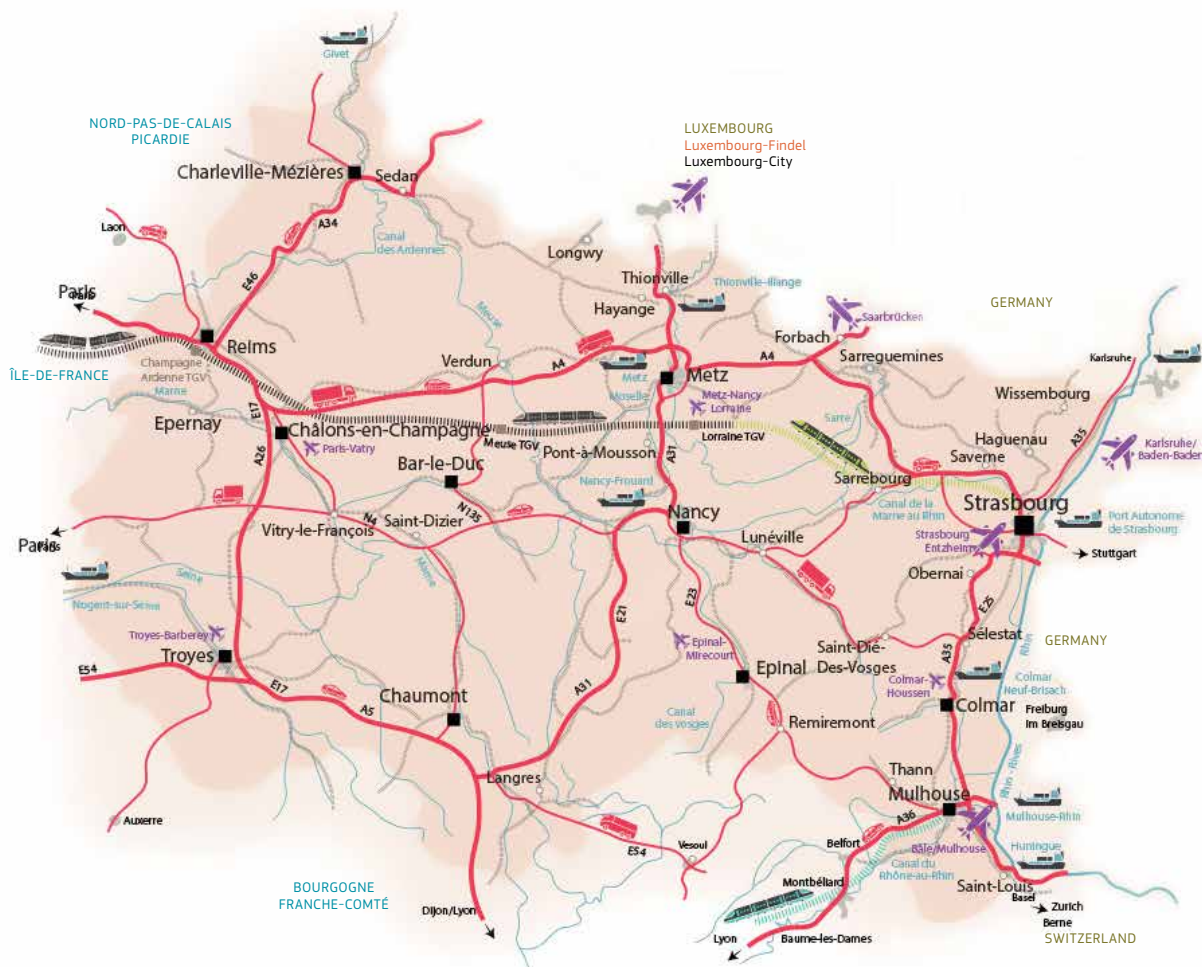 Givet
NORD-PAS-DE-CALAIS
PICARDIE
LUXEMBOURG
Luxembourg-Findel
Luxembourg-City
Charleville-Mézières
Sedan
A34
Laon
Canal
des Ardennes
Longwy
E46
Thionville
Thionville-Illange
Paris
Paris
Hayange
Meuse
GERMANY
Saarbrücken
Forbach
Reims
Karlsruhe
Champagne
Ardenne TGV
Verdun
A4
A4
Sarreguemines
ÎLE-DE-FRANCE
Marne
Metz
Metz
Wissembourg
Moselle
Metz-Nancy
Lorraine
Epernay
E17
Sarre
A35
Châlons-en-Champagne
Meuse TGV
Lorraine TGV
Haguenau
Karlsruhe/
Baden-Baden
Paris-Vatry
Pont-à-Mousson
Saverne
A26
Bar-le-Duc
A31
Nancy-Frouard
Sarrebourg
Strasbourg
N4
N135
Nancy
Canal de la
Marne au Rhin
Port Autonome
de Strasbourg
Vitry-le-François
Saint-Dizier
Lunéville
Strasbourg
Entzheim
Paris
Paris
Stuttgart
Marne
Obernai
Seine
Nogent-sur-Seine
E23
E25
E21
Troyes-Barberey
Epinal-
Mirecourt
Saint-Dié-
Des-Vosges
Sélestat
GERMANY
Rhin
Troyes
A35
E54
Epinal
Colmar-
Houssen
Colmar
Neuf-Brisach
E17
A31
Chaumont
A5
Canal
des vosges
Colmar
Freiburg
im Breisgau
Remiremont
Langres
Thann
Rhin - Rives
Mulhouse
Mulhouse-Rhin
Auxerre
A36
E54
Vesoul
Belfort
Bâle/Mulhouse
Huningue
Canal du
Rhône-au-Rhin
Montbéliard
Saint-Louis
BOURGOGNE
FRANCHE-COMTÉ
Basel
Zurich
Dijon/Lyon
Berne
Lyon
Baume-les-Dames
SWITZERLAND